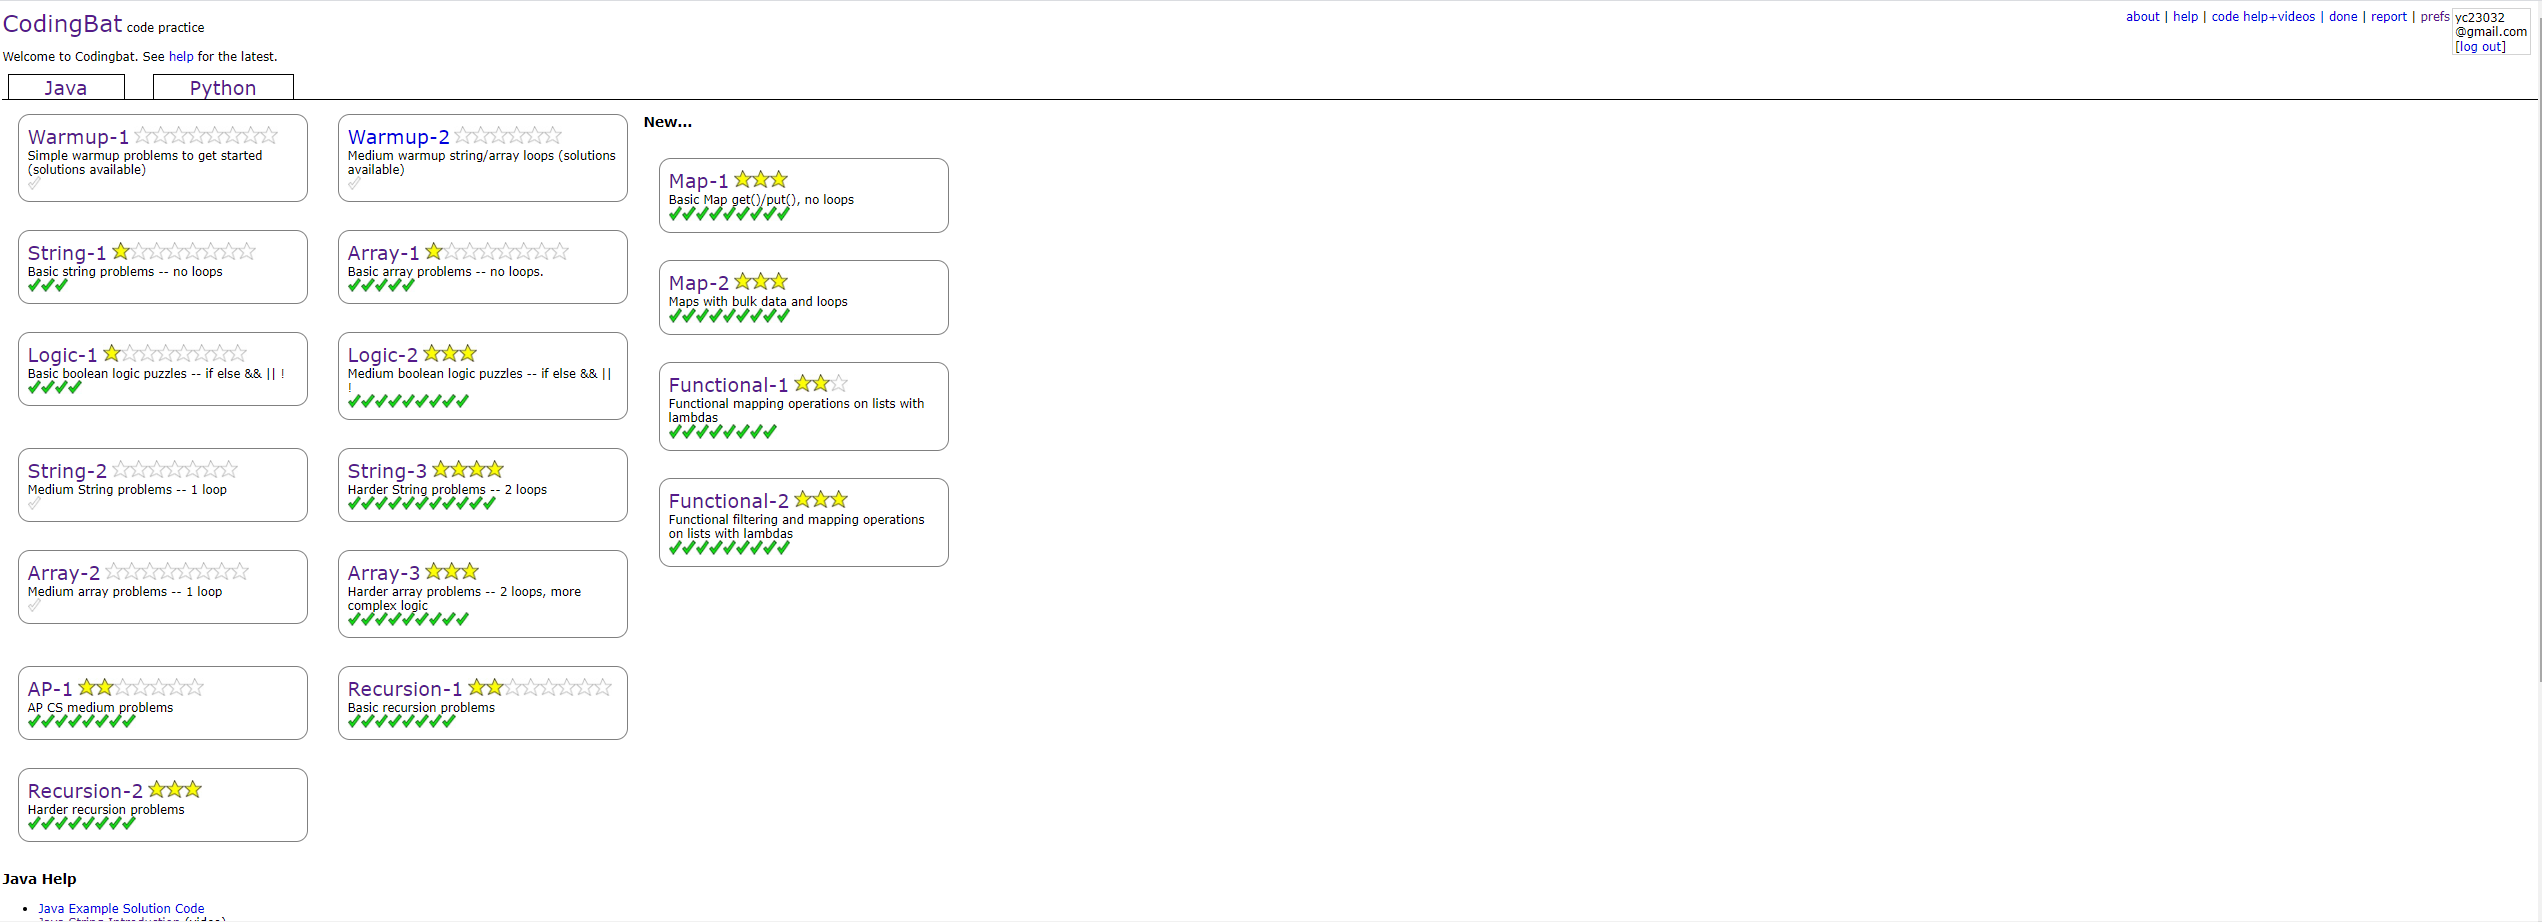 CodingBat code practice
about | help | code help+videos | done | report | prefs
yc23032
@gmail.com
[log out]
Welcome to Codingbat. See help for the latest.
Java
Python
Warmup-1
Simple warmup problems to get started
(solutions available)
Warmup-2
Medium warmup string/array loops (solutions
available)
String-1
Basic string problems -- no loops
Array-1
Basic array problems -- no loops.
Logic-1
Basic boolean logic puzzles -- if else && || !
Logic-2
Medium boolean logic puzzles -- if else && ||
!
String-2
Medium String problems -- 1 loop
String-3
Harder String problems -- 2 loops
Array-2
Medium array problems -- 1 loop
Array-3
Harder array problems -- 2 loops, more
complex logic
AP-1
AP CS medium problems
Recursion-1
Basic recursion problems
Recursion-2
Harder recursion problems
New...
Map-1
Basic Map get()/put(), no loops
Map-2
Maps with bulk data and loops
Functional-1
Functional mapping operations on lists with
lambdas
Functional-2
Functional filtering and mapping operations
on lists with lambdas
Java Help
Java Example Solution Code
Java String Introduction (video)